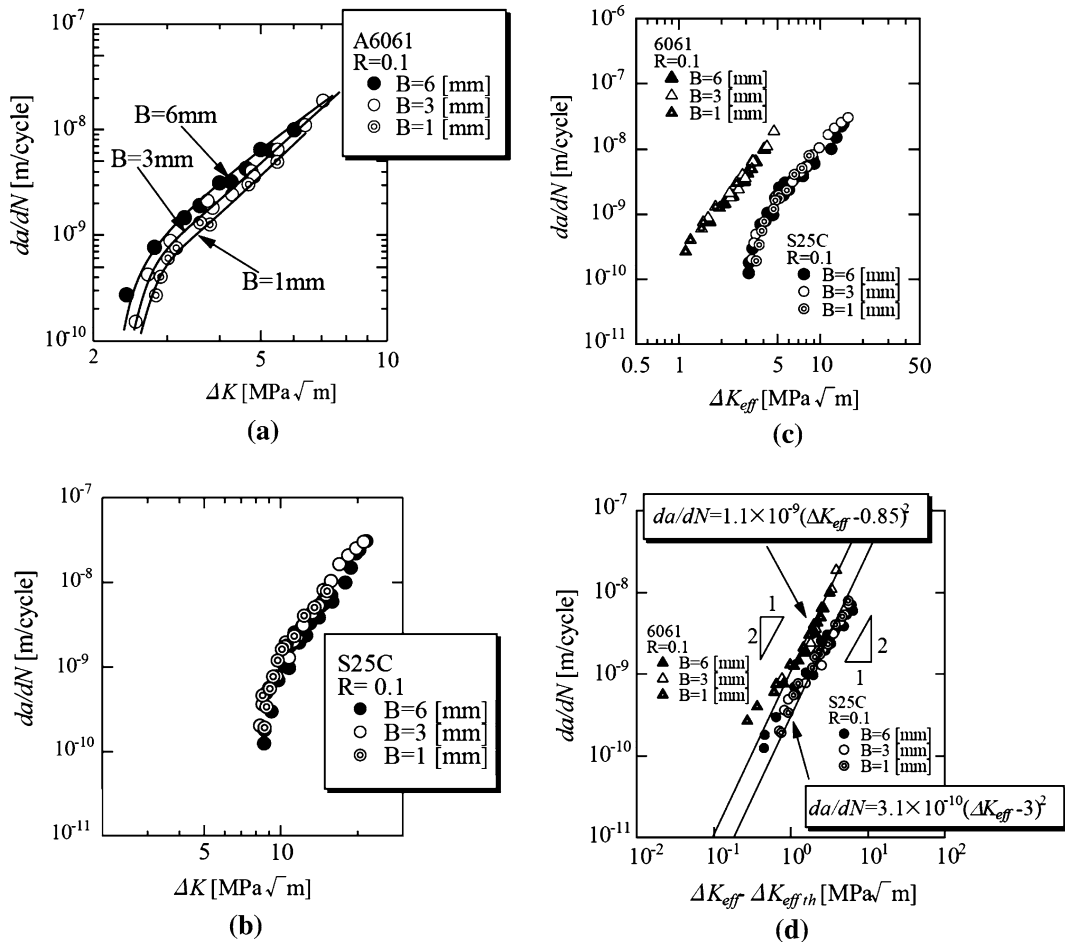 10⁻⁷
10⁻⁸
10⁻⁹
10⁻¹⁰
da/dN [m/cycle]
A6061
R=0.1
B=6 [mm]
B=3 [mm]
B=1 [mm]
B=6mm
B=3mm
B=1mm
2
5
10
ΔK [MPa√m]
(a)
10⁻⁶
10⁻⁷
10⁻⁸
10⁻⁹
10⁻¹⁰
10⁻¹¹
da/dN [m/cycle]
6061
R=0.1
B=6 [mm]
B=3 [mm]
B=1 [mm]
S25C
R=0.1
B=6 [mm]
B=3 [mm]
B=1 [mm]
0.5
1
5
10
50
ΔKeff [MPa√m]
(c)
10⁻⁷
10⁻⁸
10⁻⁹
10⁻¹⁰
10⁻¹¹
da/dN [m/cycle]
S25C
R= 0.1
B=6 [mm]
B=3 [mm]
B=1 [mm]
5
10
ΔK [MPa√m]
(b)
10⁻⁷
10⁻⁸
10⁻⁹
10⁻¹⁰
10⁻¹¹
da/dN [m/cycle]
da/dN=1.1×10⁻⁹(ΔKeff-0.85)²
1
2
2
1
6061
R=0.1
B=6 [mm]
B=3 [mm]
B=1 [mm]
S25C
R=0.1
B=6 [mm]
B=3 [mm]
B=1 [mm]
da/dN=3.1×10⁻¹⁰(ΔKeff-3)²
10⁻²
10⁻¹
10⁰
10¹
10²
ΔKeff-ΔKeff th [MPa√m]
(d)